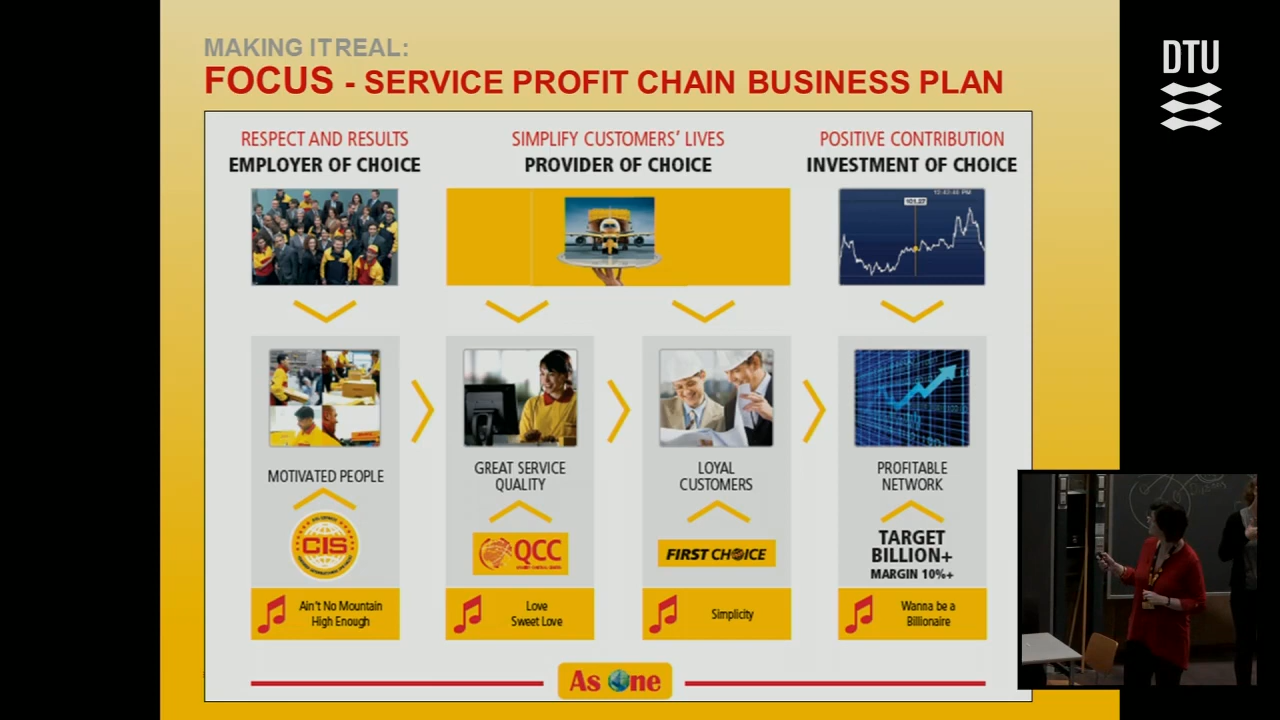 MAKING IT REAL:
FOCUS - SERVICE PROFIT CHAIN BUSINESS PLAN
DTU
RESPECT AND RESULTS
EMPLOYER OF CHOICE
SIMPLIFY CUSTOMERS' LIVES
PROVIDER OF CHOICE
POSITIVE CONTRIBUTION
INVESTMENT OF CHOICE
MOTIVATED PEOPLE
GREAT SERVICE
QUALITY
LOYAL
CUSTOMERS
PROFITABLE
NETWORK
CIS
QCC
FIRST CHOICE
TARGET
BILLION+
MARGIN 10%+
Ain't No Mountain
High Enough
Love
Sweet Love
Simplicity
Wanna be a
Billionaire
As One